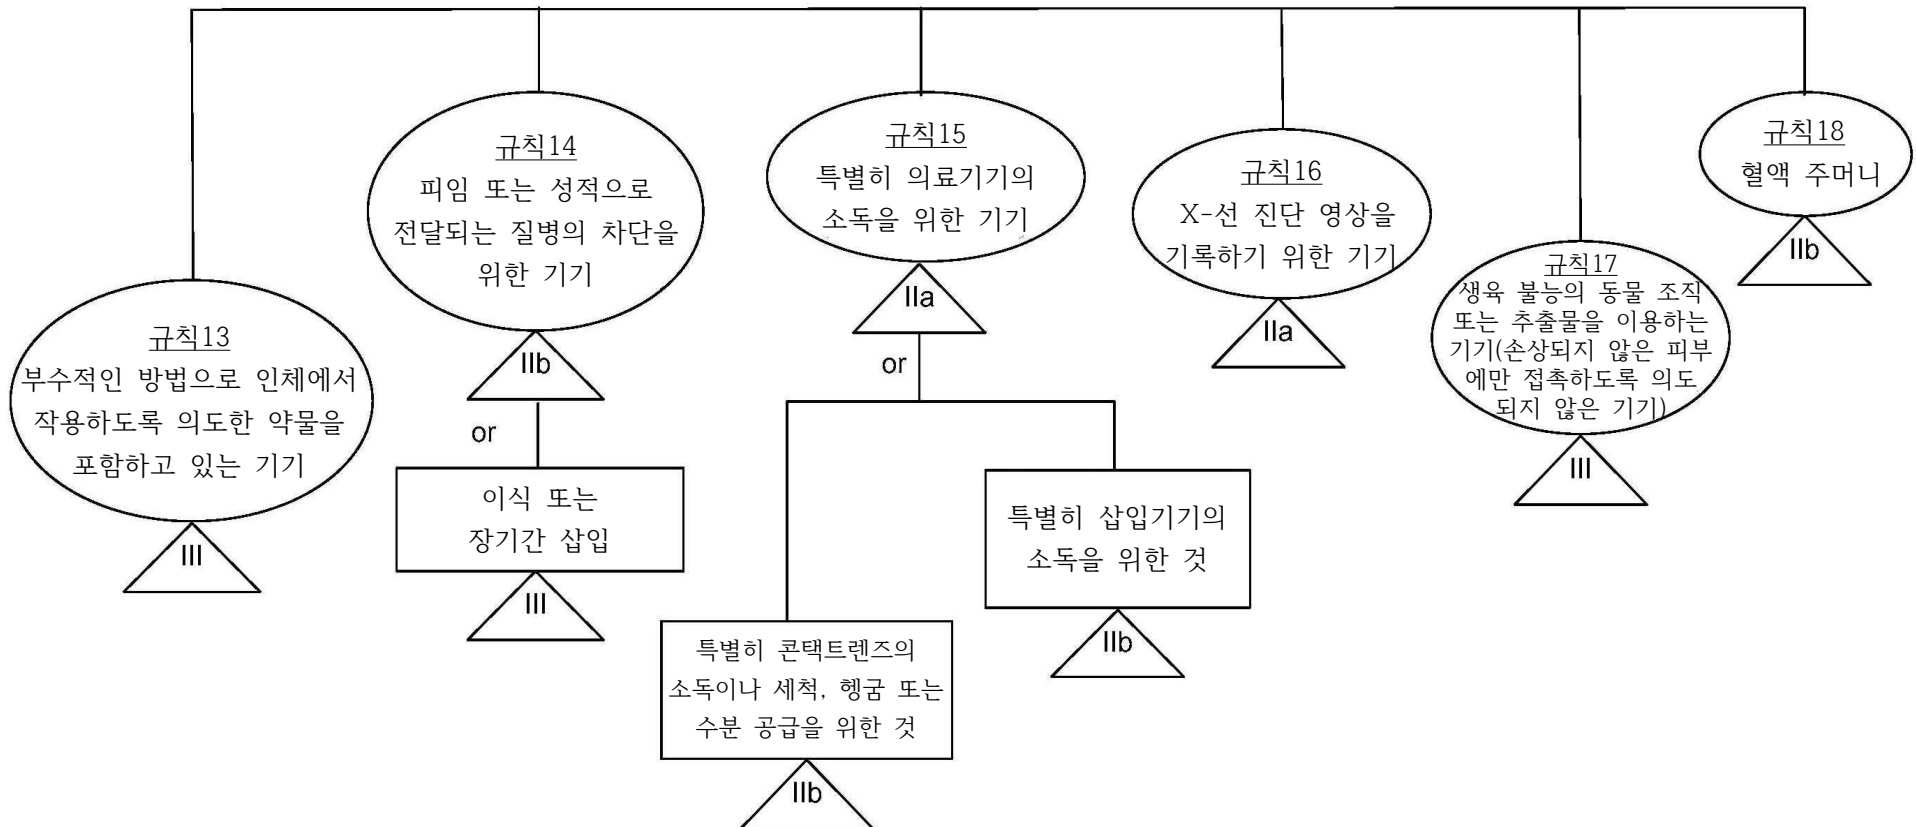 규칙13
부수적인 방법으로 인체에서
작용하도록 의도한 약물을
포함하고 있는 기기
III
규칙14
피임 또는 성적으로
전달되는 질병의 차단을
위한 기기
IIb
or
이식 또는
장기간 삽입
III
규칙15
특별히 의료기기의
소독을 위한 기기
IIa
or
특별히 콘택트렌즈의
소독이나 세척, 헹굼 또는
수분 공급을 위한 것
IIb
특별히 삽입기기의
소독을 위한 것
IIb
규칙16
X-선 진단 영상을
기록하기 위한 기기
IIa
규칙17
생육 불능의 동물 조직
또는 추출물을 이용하는
기기(손상되지 않은 피부
에만 접촉하도록 의도
되지 않은 기기)
III
규칙18
혈액 주머니
IIb